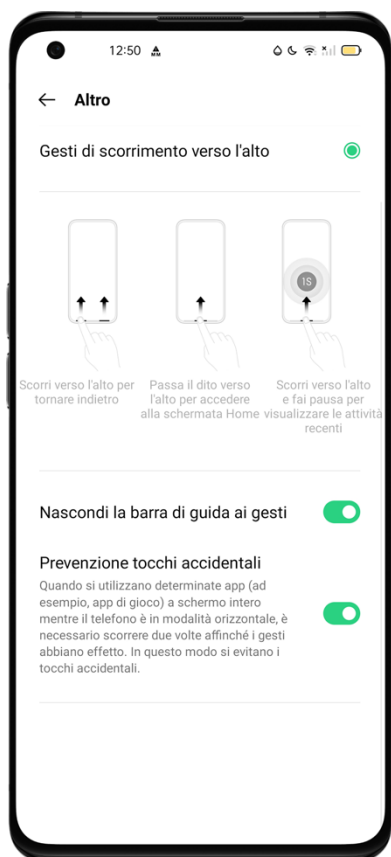 12:50
Altro
Gesti di scorrimento verso l'alto
1S
Scorri verso l'alto per
tornare indietro
Passa il dito verso
l'alto per accedere
alla schermata Home
Scorri verso l'alto
e fai pausa per
visualizzare le attività
recenti
Nascondi la barra di guida ai gesti
Prevenzione tocchi accidentali
Quando si utilizzano determinate app (ad
esempio, app di gioco) a schermo intero
mentre il telefono è in modalità orizzontale, è
necessario scorrere due volte affinché i gesti
abbiano effetto. In questo modo si evitano i
tocchi accidentali.